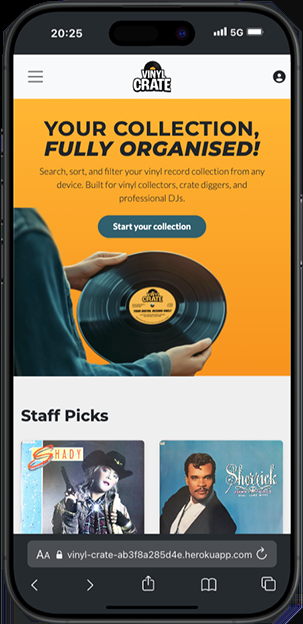 20:25
5G
VINYL
CRATE
YOUR COLLECTION,
FULLY ORGANISED!
Search, sort, and filter your vinyl record collection from any
device. Built for vinyl collectors, crate diggers, and
professional DJs.
Start your collection
VINYL
CRATE
Staff Picks
SHADY
Sherrick
AA vinyl-crate-ab3f8a285d4e.herokuapp.com